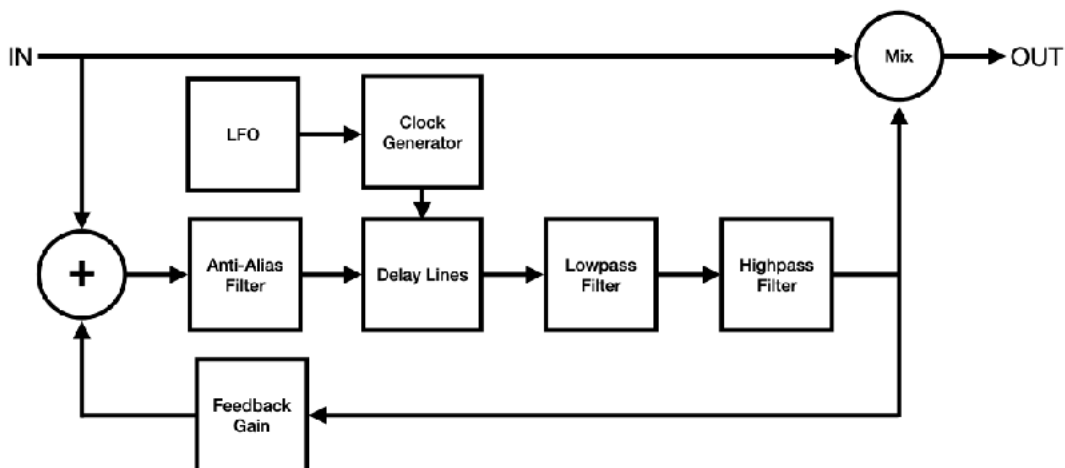 IN
Mix
OUT
LFO
Clock
Generator
+
Anti-Alias
Filter
Delay Lines
Lowpass
Filter
Highpass
Filter
Feedback
Gain